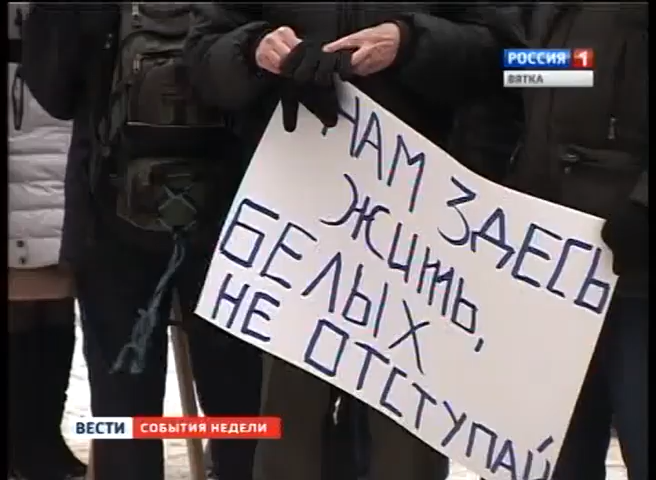 РОССИЯ 1
ВЯТКА
НАМ ЗДЕСЬ
ЖИТЬ,
БЕЛЫХ
НЕ ОТСТУПАЙ
ВЕСТИ СОБЫТИЯ НЕДЕЛИ